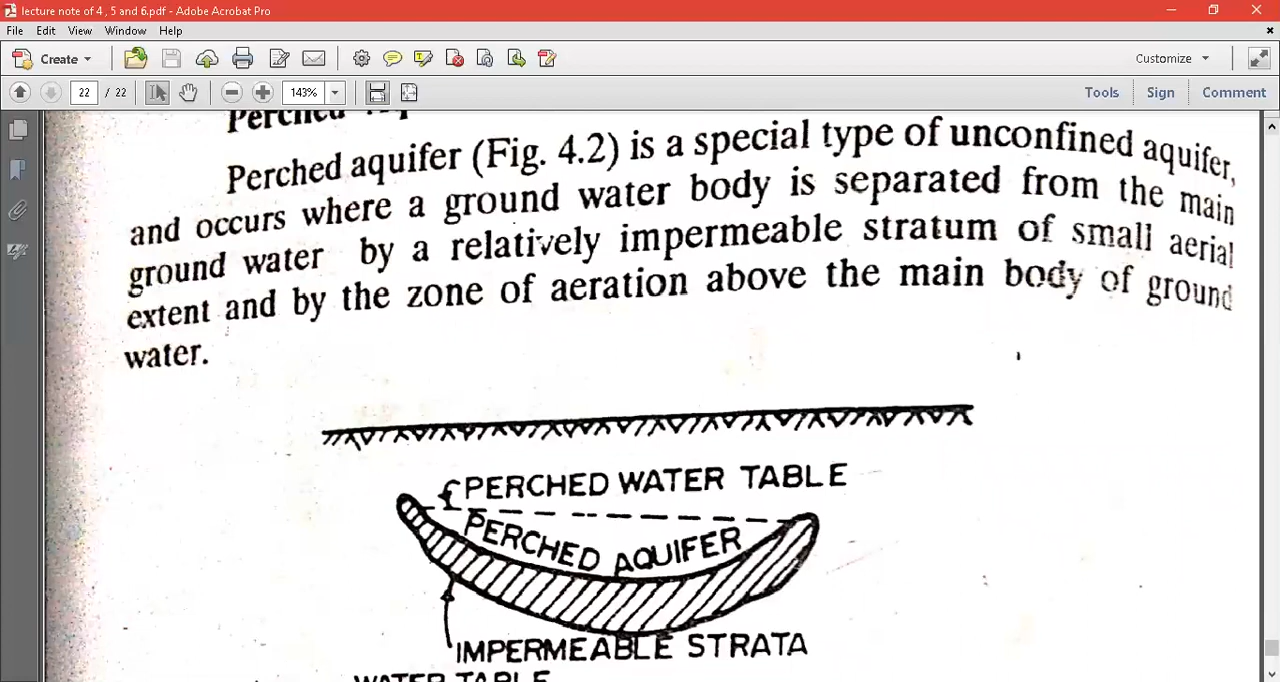 lecture note of 4 , 5 and 6.pdf - Adobe Acrobat Pro
File Edit View Window Help
Create
Customize
22 / 22
143%
Tools Sign Comment
Perched
Perched aquifer (Fig. 4.2) is a special type of unconfined aquifer,
and occurs where a ground water body is separated from the main
ground water by a relatively impermeable stratum of small aerial
extent and by the zone of aeration above the main body of ground
water.
PERCHED WATER TABLE
PERCHED AQUIFER
IMPERMEABLE STRATA
WATER TABLE